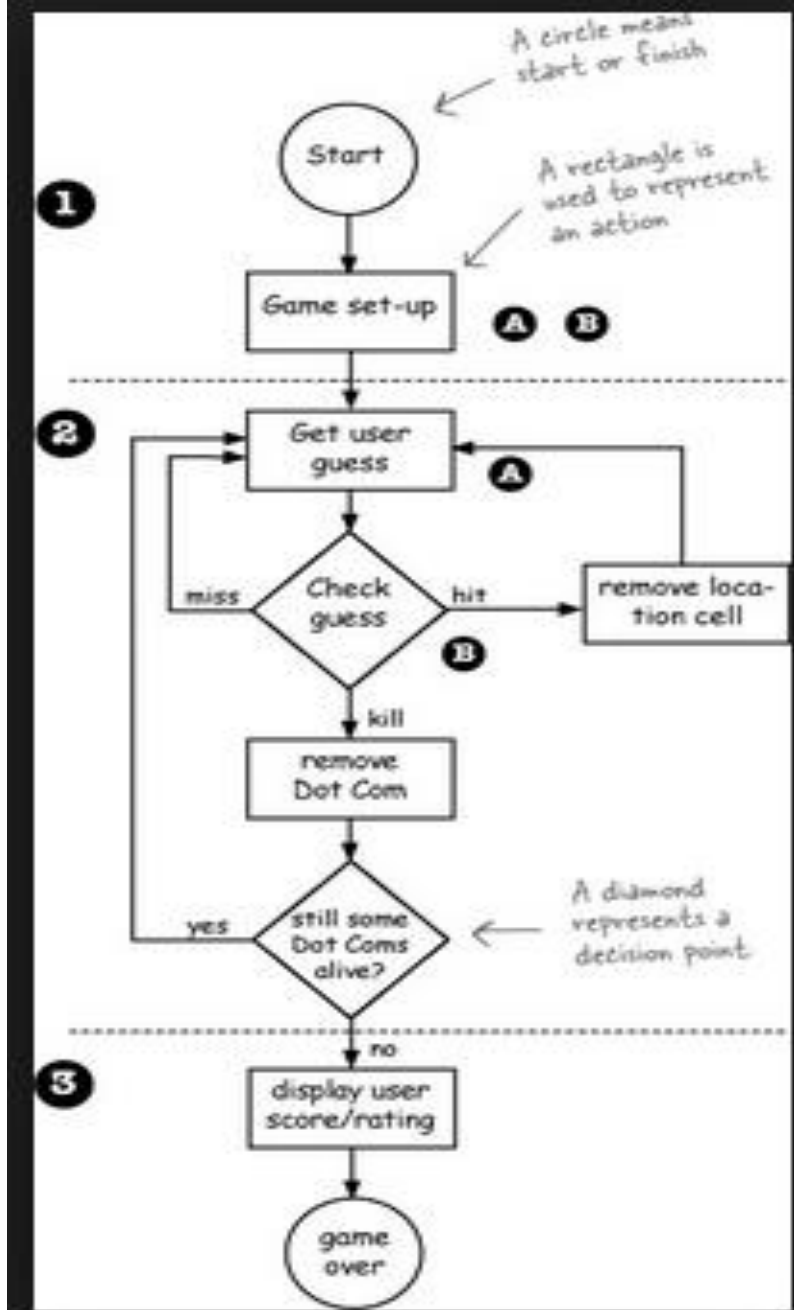 A circle means
start or finish
Start
A rectangle is
used to represent
an action
1
Game set-up
A B
2
Get user
guess
A
Check
guess
miss
hit
remove loca-
tion cell
B
kill
remove
Dot Com
A diamond
represents a
decision point
yes
still some
Dot Coms
alive?
no
3
display user
score/rating
game
over